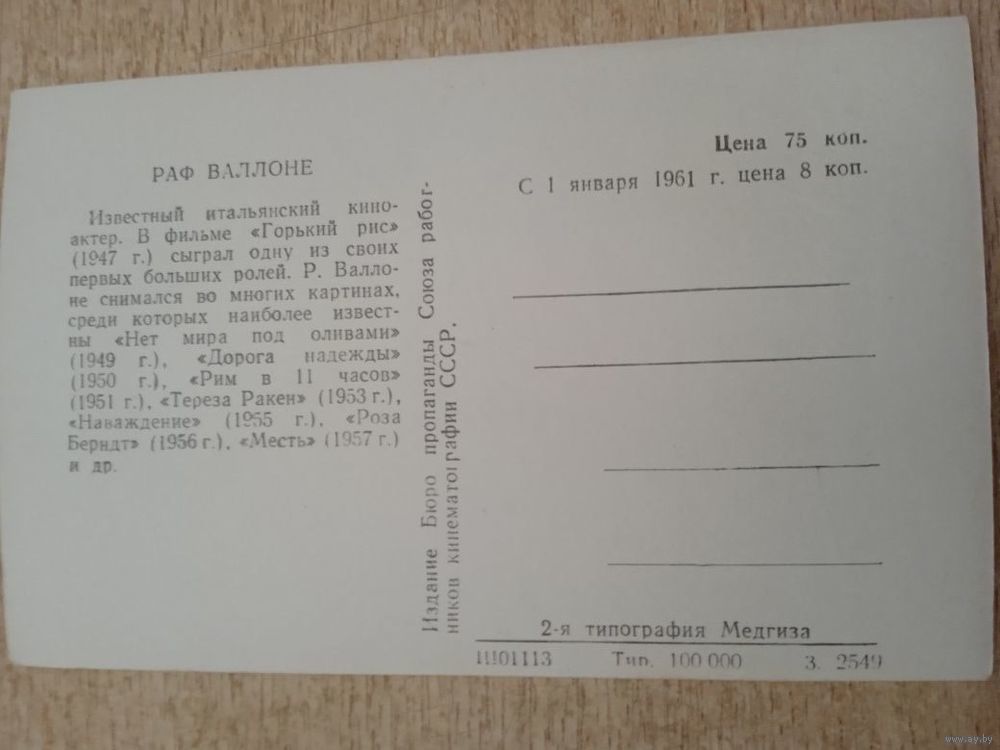 РАФ ВАЛЛОНЕ
Известный итальянский кино-
актер. В фильме «Горький рис»
(1947 г.) сыграл одну из своих
первых больших ролей. Р. Валло-
не снимался во многих картинах,
среди которых наиболее извест-
ны «Нет мира под оливами»
(1949 г.), «Дорога надежды»
(1950 г.), «Рим в 11 часов»
(1951 г.), «Тереза Ракен» (1953 г.),
«Наваждение» (1955 г.), «Роза
Берндт» (1956 г.), «Месть» (1957 г.)
и др.
Издание Бюро пропаганды Союза работ-
ников кинематографии СССР.
Цена 75 коп.
С 1 января 1961 г. цена 8 коп.
2-я типография Медгиза
Ш01113 Тир. 100 000 З. 2549
www.ay.by